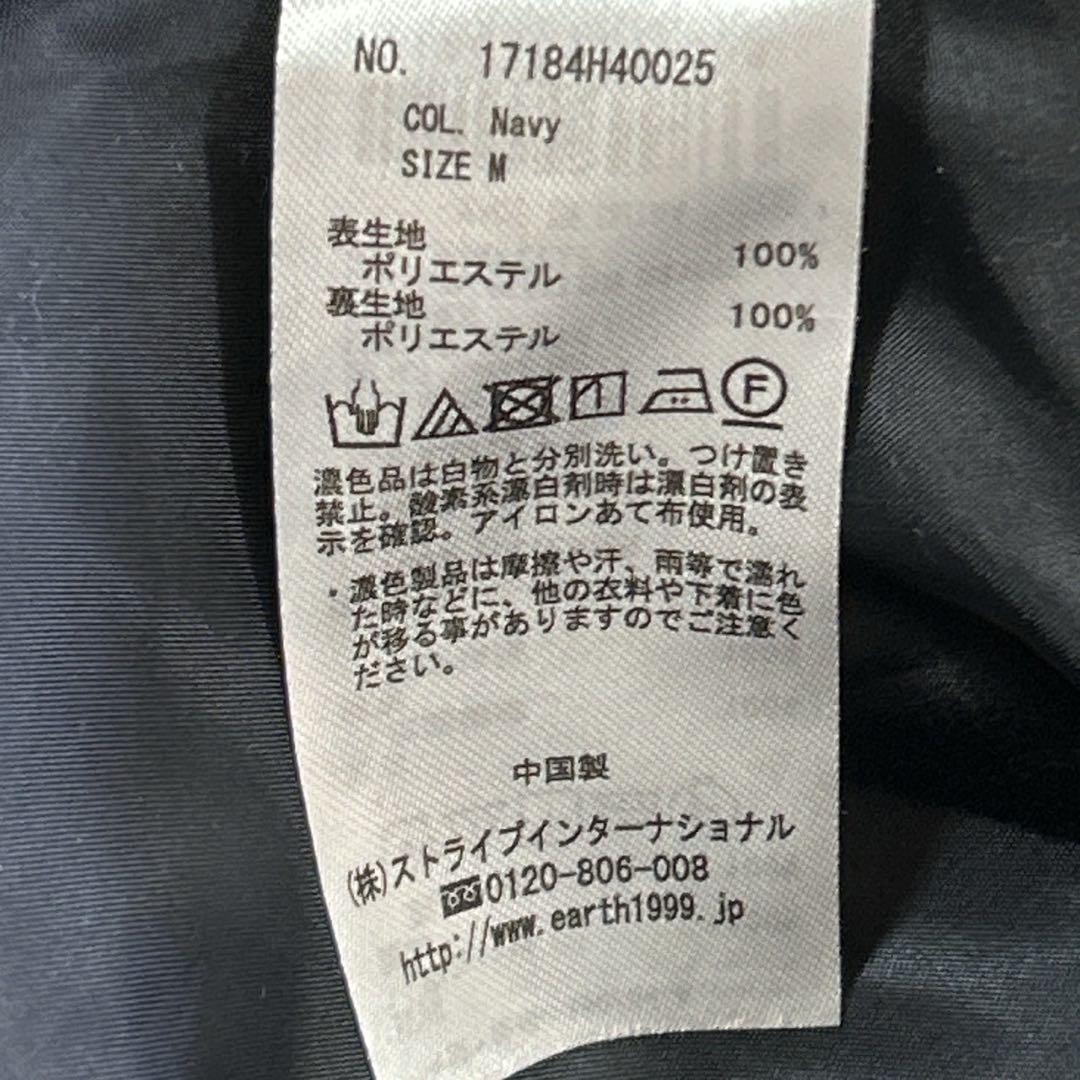 NO. 17184H40025
COL. Navy
SIZE M
表生地
ポリエステル 100%
裏生地
ポリエステル 100%
F
濃色品は白物と分別洗い。つけ置き
禁止。酸素系漂白剤時は漂白剤の表
示を確認。アイロンあて布使用。
・濃色製品は摩擦や汗、雨等で濡れ
た時などに、他の衣料や下着に色
が移る事がありますのでご注意く
ださい。
中国製
(株)ストライプインターナショナル
0120-806-008
http://www.earth1999.jp